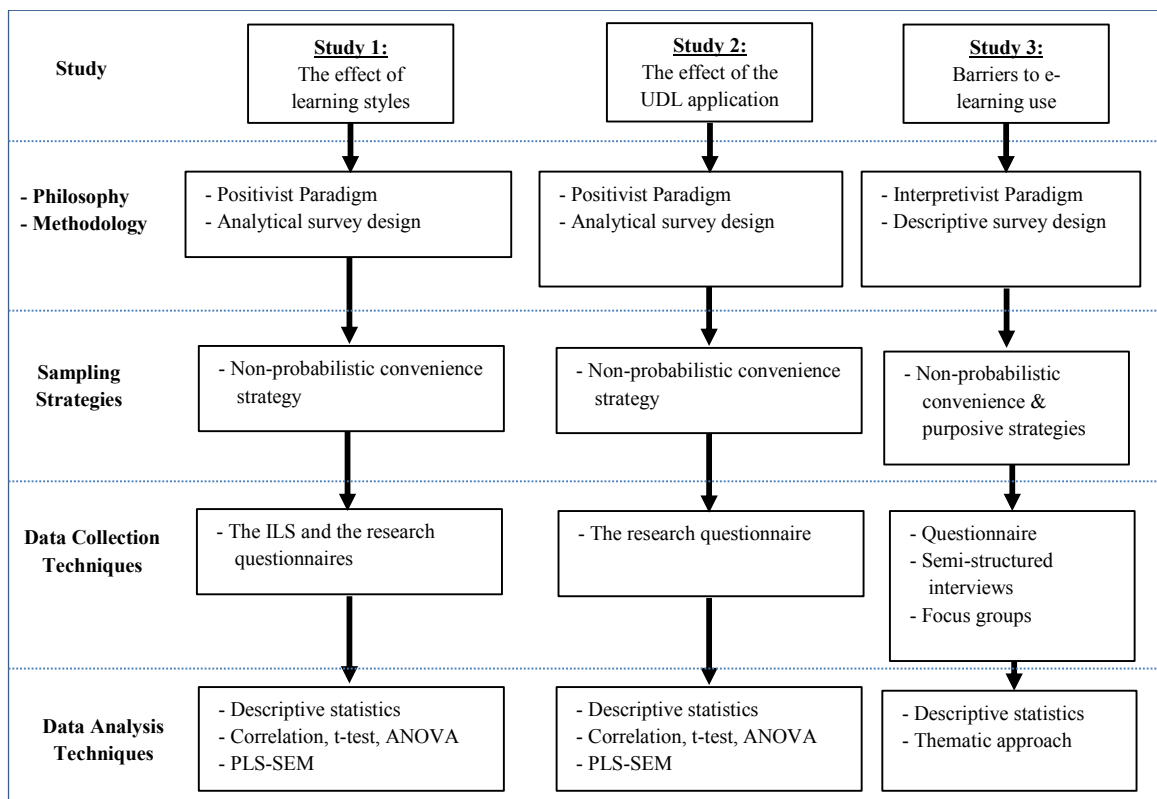 Study
Study 1:
The effect of
learning styles
Study 2:
The effect of the
UDL application
Study 3:
Barriers to e-
learning use
- Philosophy
- Methodology
- Positivist Paradigm
- Analytical survey design
- Positivist Paradigm
- Analytical survey design
- Interpretivist Paradigm
- Descriptive survey design
Sampling
Strategies
- Non-probabilistic convenience
strategy
- Non-probabilistic convenience
strategy
- Non-probabilistic
convenience &
purposive strategies
Data Collection
Techniques
- The ILS and the research
questionnaires
- The research questionnaire
- Questionnaire
- Semi-structured
interviews
- Focus groups
Data Analysis
Techniques
- Descriptive statistics
- Correlation, t-test, ANOVA
- PLS-SEM
- Descriptive statistics
- Correlation, t-test, ANOVA
- PLS-SEM
- Descriptive statistics
- Thematic approach